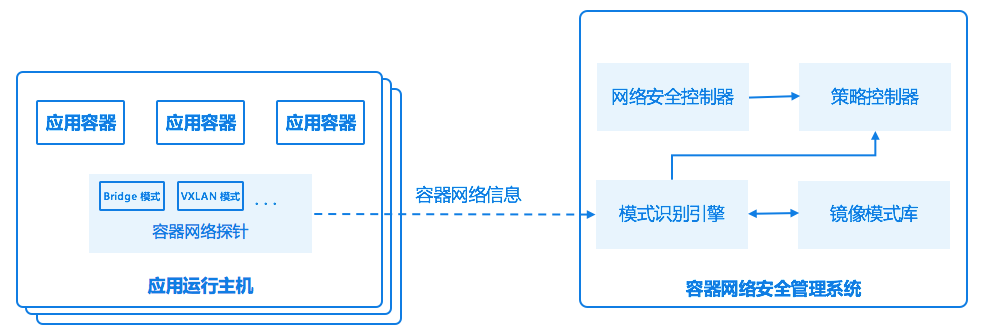 应用容器
应用容器
应用容器
Bridge 模式
VXLAN 模式
...
容器网络探针
应用运行主机
容器网络信息
网络安全控制器
策略控制器
模式识别引擎
镜像模式库
容器网络安全管理系统